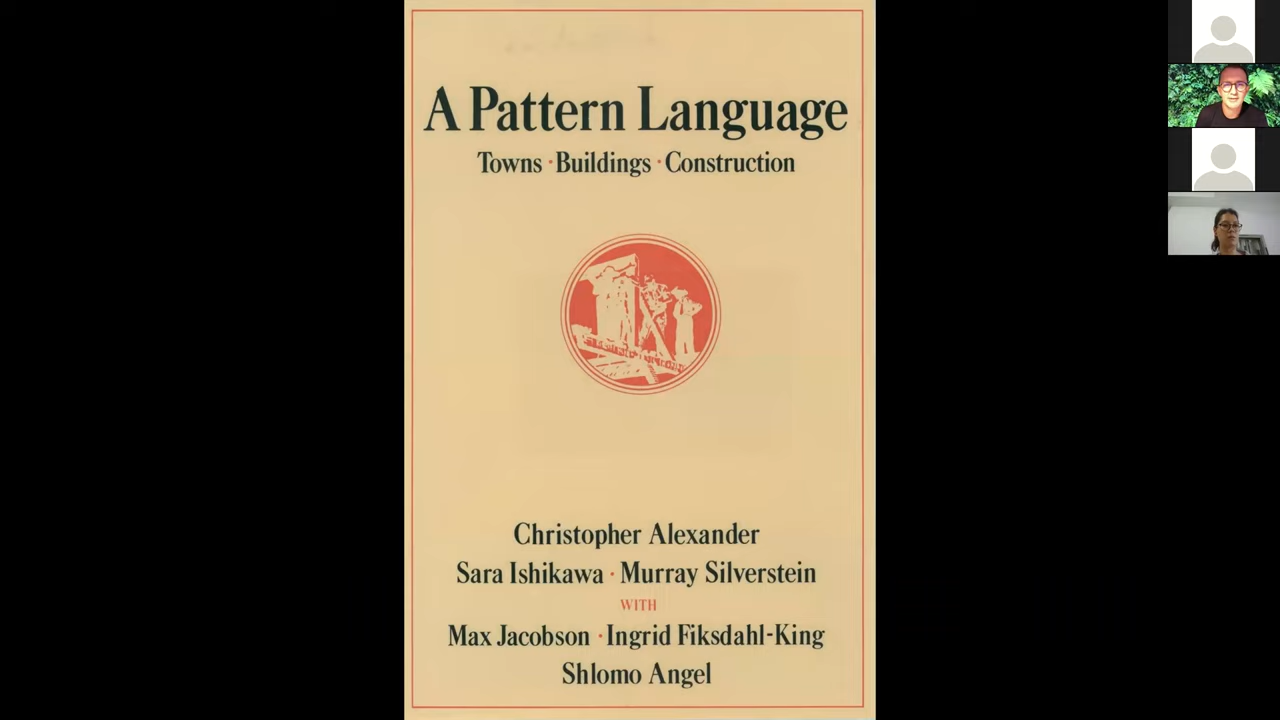 A Pattern Language
Towns · Buildings · Construction
Christopher Alexander
Sara Ishikawa · Murray Silverstein
WITH
Max Jacobson · Ingrid Fiksdahl-King
Shlomo Angel